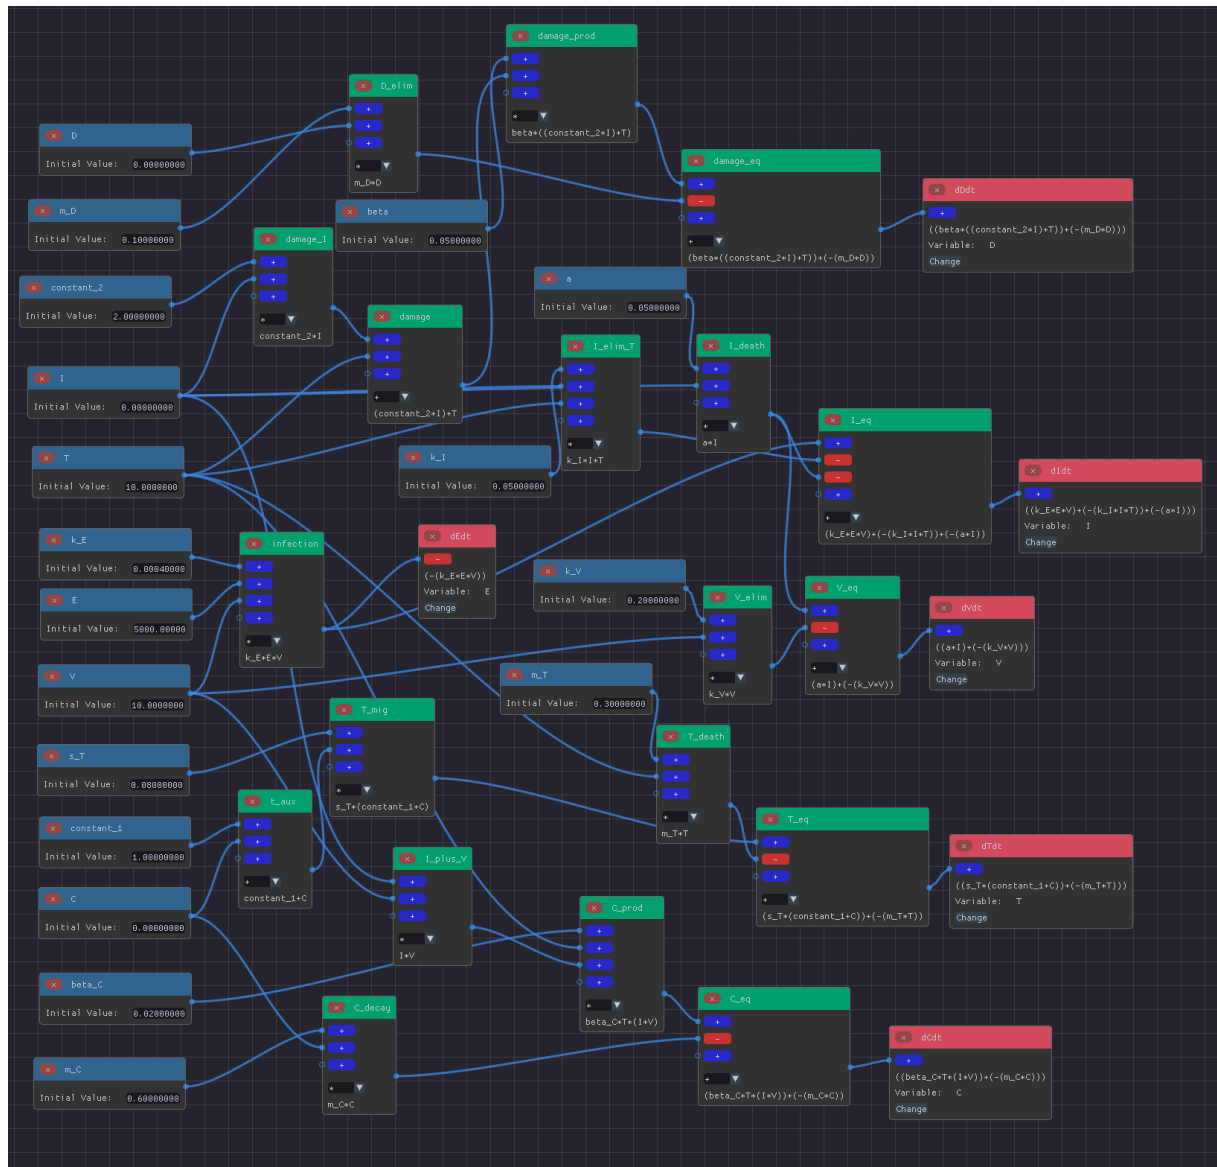 × damage_prod
+
+
+
*
beta*((constant_2*I)+T)
× D_elim
+
+
+
*
m_D*D
× D
Initial Value: 0.00000000
× damage_eq
+
-
+
+
(beta*((constant_2*I)+T))+(-(m_D*D))
× dDdt
+
((beta*((constant_2*I)+T))+(-(m_D*D)))
Variable: D
Change
× m_D
Initial Value: 0.10000000
× beta
Initial Value: 0.05000000
× damage_I
+
+
+
*
constant_2*I
× constant_2
Initial Value: 2.00000000
× a
Initial Value: 0.05000000
× damage
+
+
+
+
(constant_2*I)+T
× I_elim_T
+
+
+
+
*
k_I*I*T
× I_death
+
+
+
*
a*I
× I
Initial Value: 0.00000000
× I_eq
+
-
-
+
+
(k_E*E*V)+(-(k_I*I*T))+(-(a*I))
× dIdt
+
((k_E*E*V)+(-(k_I*I*T))+(-(a*I)))
Variable: I
Change
× T
Initial Value: 10.0000000
× k_I
Initial Value: 0.05000000
× k_E
Initial Value: 0.00040000
× infection
+
+
+
+
*
k_E*E*V
× dEdt
-
(-(k_E*E*V))
Variable: E
Change
× k_V
Initial Value: 0.20000000
× E
Initial Value: 5000.00000
× V_elim
+
+
+
*
k_V*V
× V_eq
+
-
+
+
(a*I)+(-(k_V*V))
× dVdt
+
((a*I)+(-(k_V*V)))
Variable: V
Change
× V
Initial Value: 10.0000000
× m_T
Initial Value: 0.30000000
× T_mig
+
+
+
*
s_T*(constant_1+C)
× T_death
+
+
+
*
m_T*T
× s_T
Initial Value: 0.08000000
× t_aux
+
+
+
+
constant_1+C
× T_eq
+
-
+
+
(s_T*(constant_1+C))+(-(m_T*T))
× dTdt
+
((s_T*(constant_1+C))+(-(m_T*T)))
Variable: T
Change
× constant_1
Initial Value: 1.00000000
× I_plus_V
+
+
+
+
I+V
× C
Initial Value: 0.00000000
× C_prod
+
+
+
+
*
beta_C*T*(I+V)
× beta_C
Initial Value: 0.02000000
× C_decay
+
+
+
*
m_C*C
× C_eq
+
-
+
+
(beta_C*T*(I+V))+(-(m_C*C))
× dCdt
+
((beta_C*T*(I+V))+(-(m_C*C)))
Variable: C
Change
× m_C
Initial Value: 0.60000000